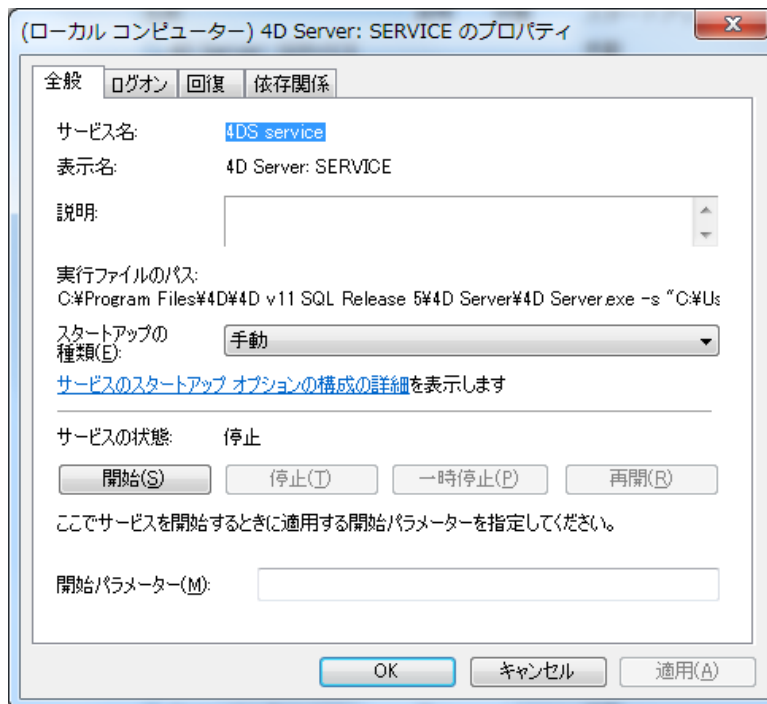 (ローカル コンピューター) 4D Server: SERVICE のプロパティ
全般 ログオン 回復 依存関係
サービス名: 4DS service
表示名: 4D Server: SERVICE
説明:
実行ファイルのパス:
C:¥Program Files¥4D¥4D v11 SQL Release 5¥4D Server¥4D Server.exe -s "C:¥Us
スタートアップの
種類(E): 手動
サービスのスタートアップ オプションの構成の詳細を表示します
サービスの状態: 停止
開始(S) 停止(T) 一時停止(P) 再開(R)
ここでサービスを開始するときに適用する開始パラメーターを指定してください。
開始パラメーター(M):
OK キャンセル 適用(A)